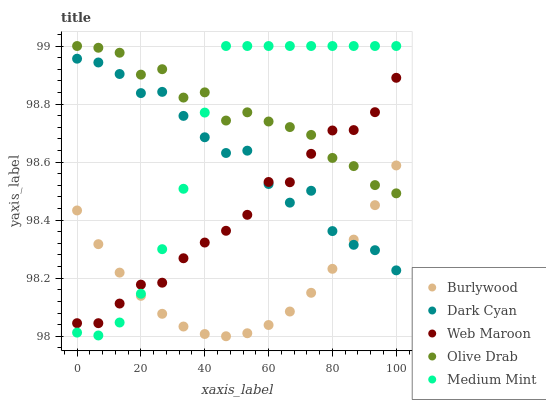 title
yaxis_label
99
98.8
98.6
98.4
98.2
98
0 20 40 60 80 100
xaxis_label
Burlywood
Dark Cyan
Web Maroon
Olive Drab
Medium Mint